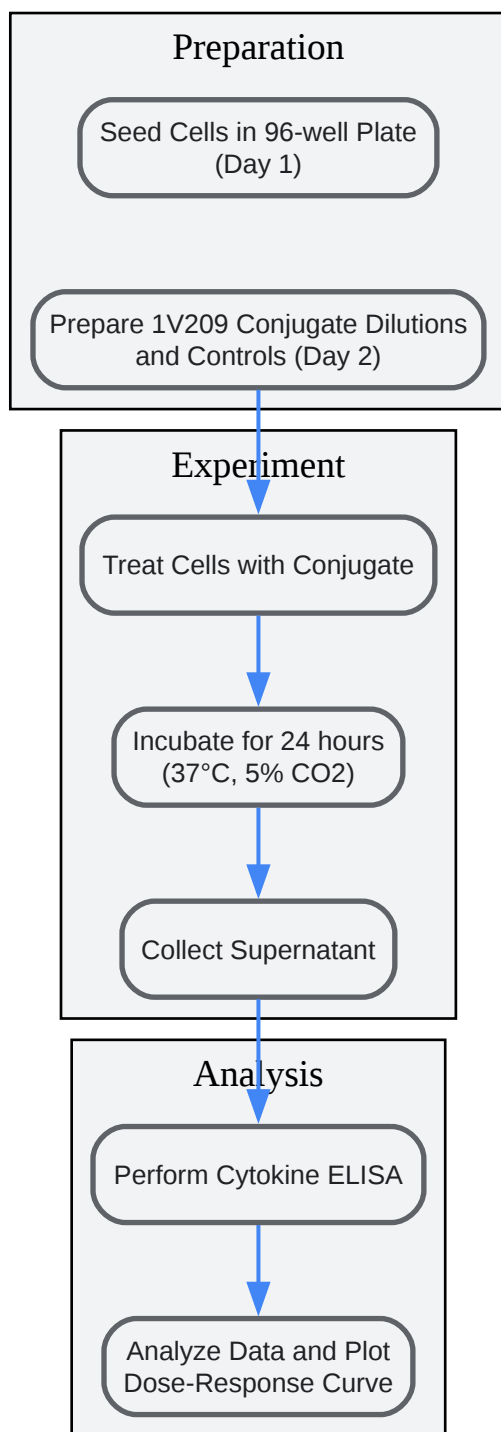 Preparation
Seed Cells in 96-well Plate
(Day 1)
Prepare 1V209 Conjugate Dilutions
and Controls (Day 2)
Experiment
Treat Cells with Conjugate
Incubate for 24 hours
(37°C, 5% CO2)
Collect Supernatant
Analysis
Perform Cytokine ELISA
Analyze Data and Plot
Dose-Response Curve